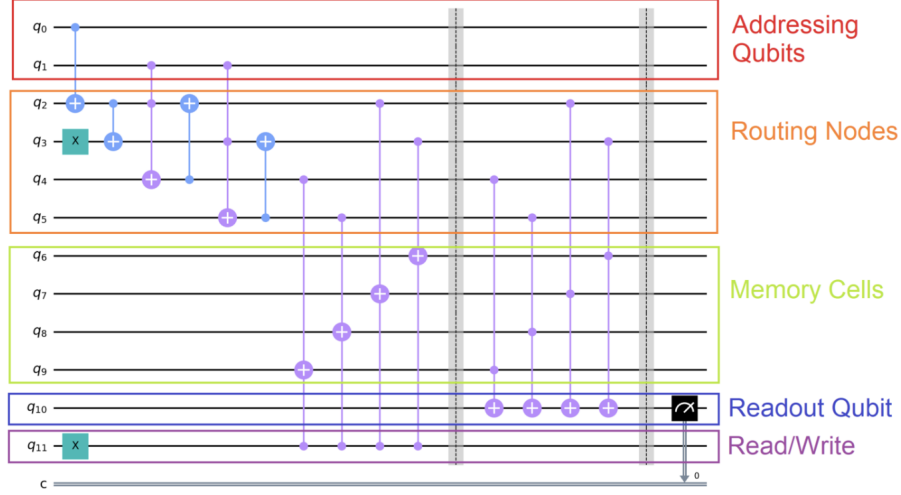 q0
Addressing
Qubits
q1
q2
q3 X
Routing Nodes
q4
q5
q6
q7
Memory Cells
q8
q9
q10
Readout Qubit
q11 X
Read/Write
c
0